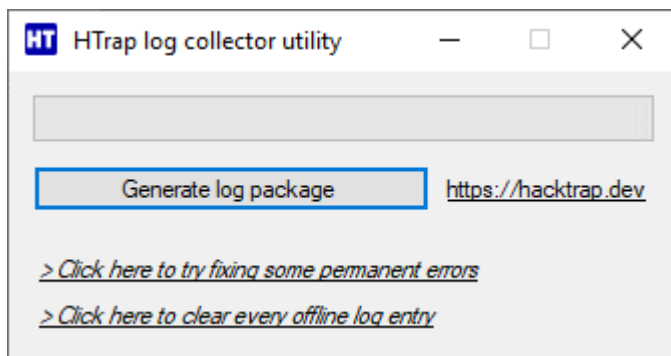 HT HTrap log collector utility
Generate log package https://hacktrap.dev
> Click here to try fixing some permanent errors
> Click here to clear every offline log entry